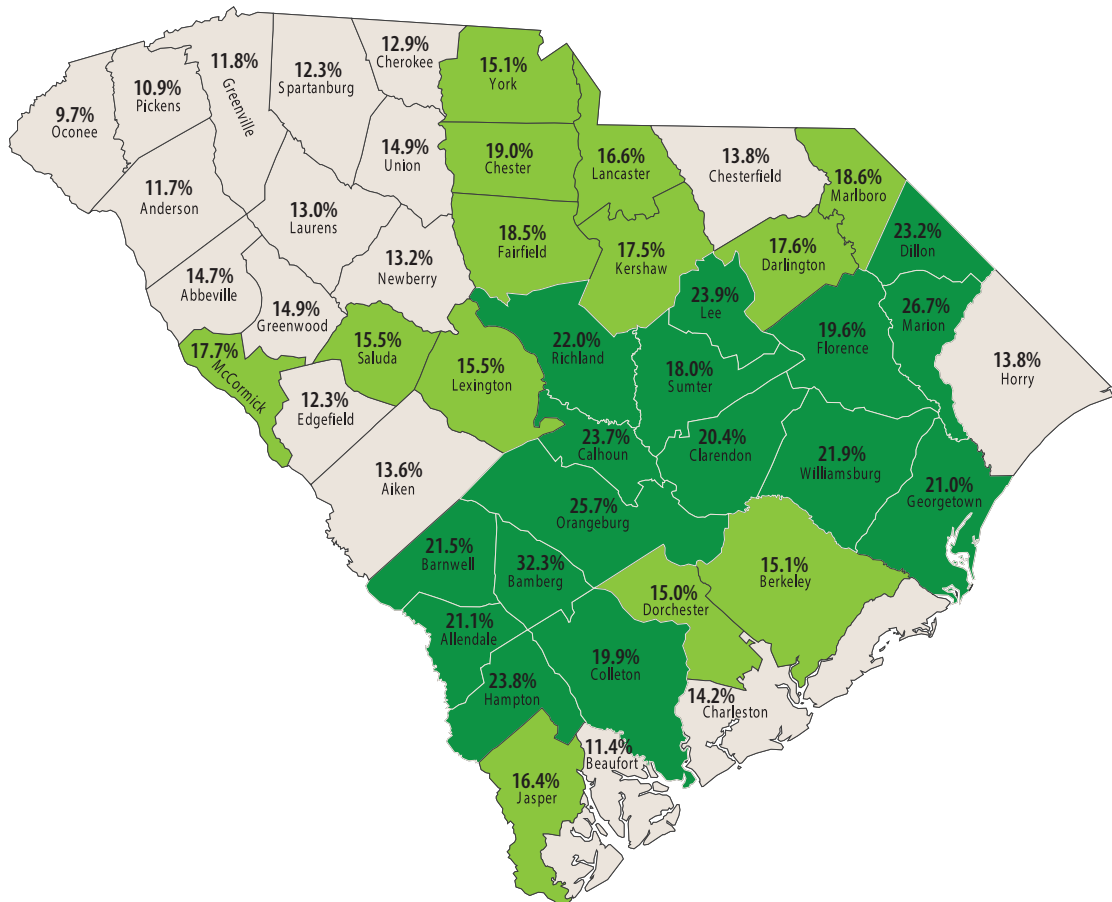 12.9%
Cherokee
11.8%
Greenville
12.3%
Spartanburg
15.1%
York
10.9%
Pickens
9.7%
Oconee
14.9%
Union
19.0%
Chester
16.6%
Lancaster
13.8%
Chesterfield
18.6%
Marlboro
11.7%
Anderson
13.0%
Laurens
18.5%
Fairfield
17.5%
Kershaw
17.6%
Darlington
23.2%
Dillon
13.2%
Newberry
14.7%
Abbeville
14.9%
Greenwood
23.9%
Lee
26.7%
Marion
19.6%
Florence
17.7%
McCormick
15.5%
Saluda
15.5%
Lexington
22.0%
Richland
18.0%
Sumter
13.8%
Horry
12.3%
Edgefield
23.7%
Calhoun
20.4%
Clarendon
21.9%
Williamsburg
21.0%
Georgetown
13.6%
Aiken
25.7%
Orangeburg
21.5%
Barnwell
32.3%
Bamberg
15.0%
Dorchester
15.1%
Berkeley
21.1%
Allendale
19.9%
Colleton
23.8%
Hampton
14.2%
Charleston
11.4%
Beaufort
16.4%
Jasper